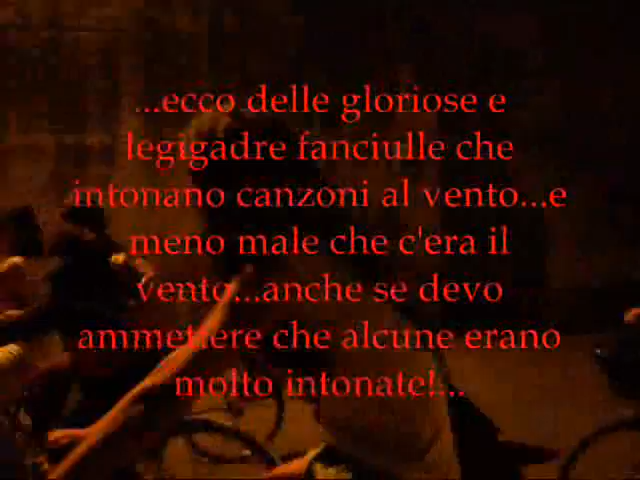 ...ecco delle gloriose e
legigadre fanciulle che
intonano canzoni al vento...e
meno male che c'era il
vento...anche se devo
ammettere che alcune erano
molto intonate!...